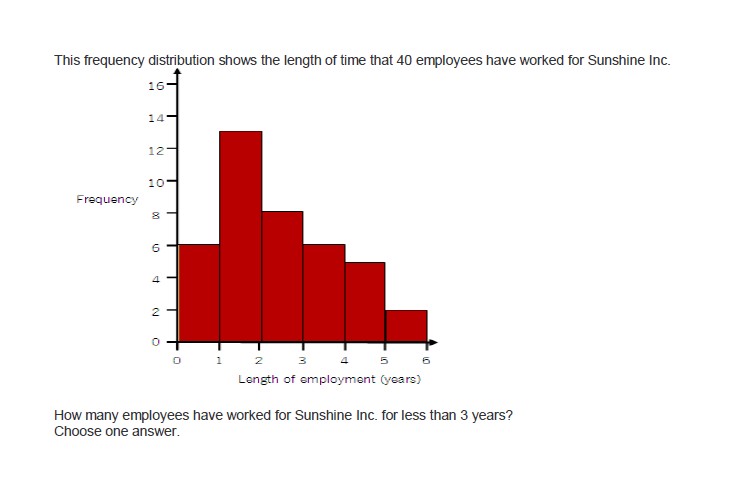 This frequency distribution shows the length of time that 40 employees have worked for Sunshine Inc.
16
14
12
10
Frequency
8
6
4
2
0
0 1 2 3 4 5 6
Length of employment (years)
How many employees have worked for Sunshine Inc. for less than 3 years?
Choose one answer.